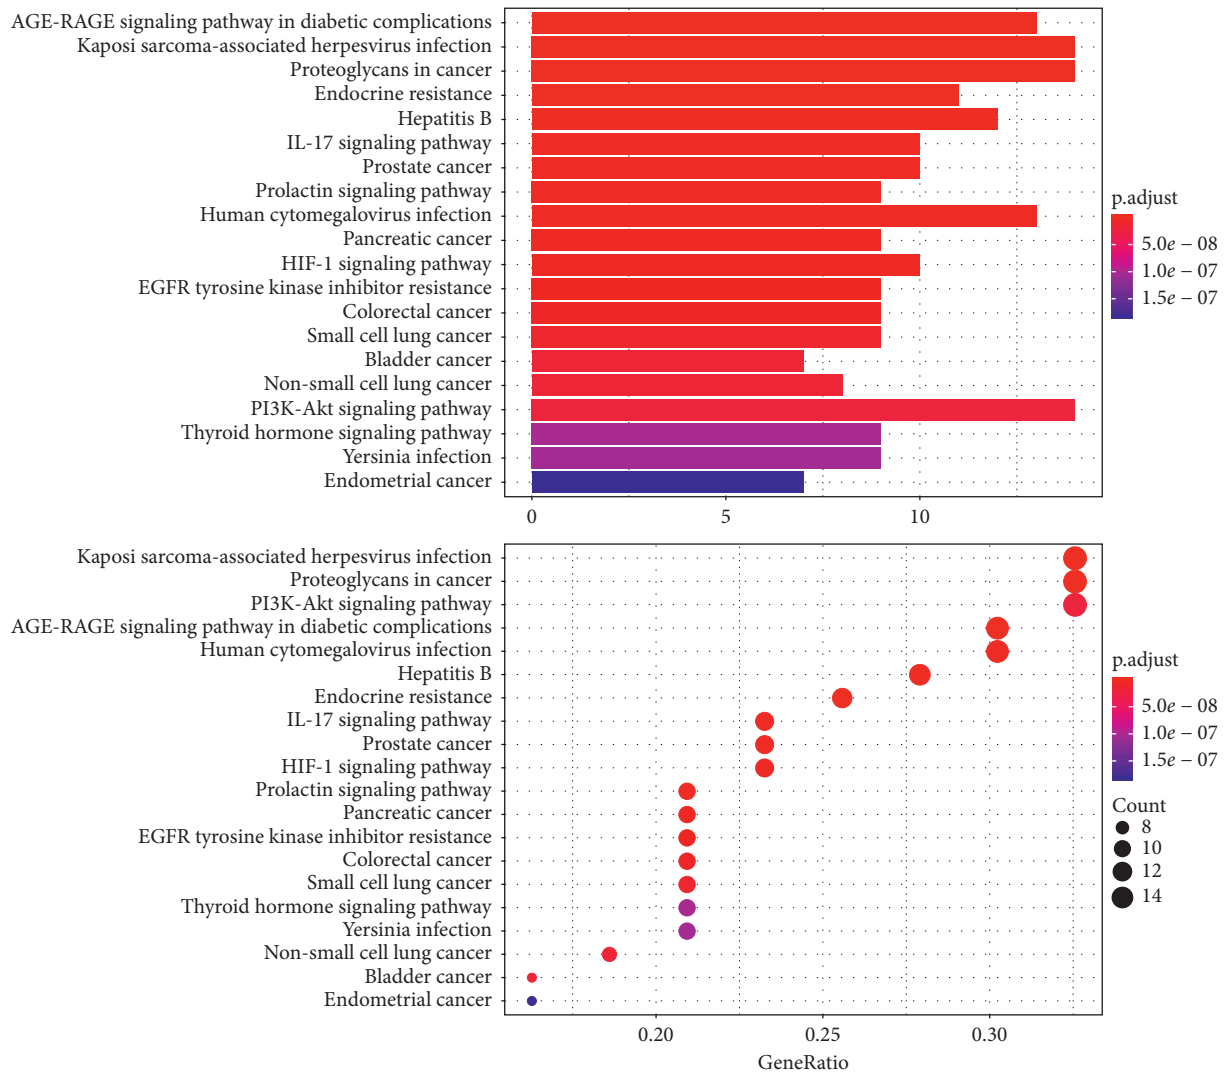 AGE-RAGE signaling pathway in diabetic complications
Kaposi sarcoma-associated herpesvirus infection
Proteoglycans in cancer
Endocrine resistance
Hepatitis B
IL-17 signaling pathway
Prostate cancer
Prolactin signaling pathway
Human cytomegalovirus infection
Pancreatic cancer
HIF-1 signaling pathway
EGFR tyrosine kinase inhibitor resistance
Colorectal cancer
Small cell lung cancer
Bladder cancer
Non-small cell lung cancer
PI3K-Akt signaling pathway
Thyroid hormone signaling pathway
Yersinia infection
Endometrial cancer
0 5 10
p.adjust
5.0e − 08
1.0e − 07
1.5e − 07
Kaposi sarcoma-associated herpesvirus infection
Proteoglycans in cancer
PI3K-Akt signaling pathway
AGE-RAGE signaling pathway in diabetic complications
Human cytomegalovirus infection
Hepatitis B
Endocrine resistance
IL-17 signaling pathway
Prostate cancer
HIF-1 signaling pathway
Prolactin signaling pathway
Pancreatic cancer
EGFR tyrosine kinase inhibitor resistance
Colorectal cancer
Small cell lung cancer
Thyroid hormone signaling pathway
Yersinia infection
Non-small cell lung cancer
Bladder cancer
Endometrial cancer
0.20 0.25 0.30
GeneRatio
p.adjust
5.0e − 08
1.0e − 07
1.5e − 07
Count
8
10
12
14